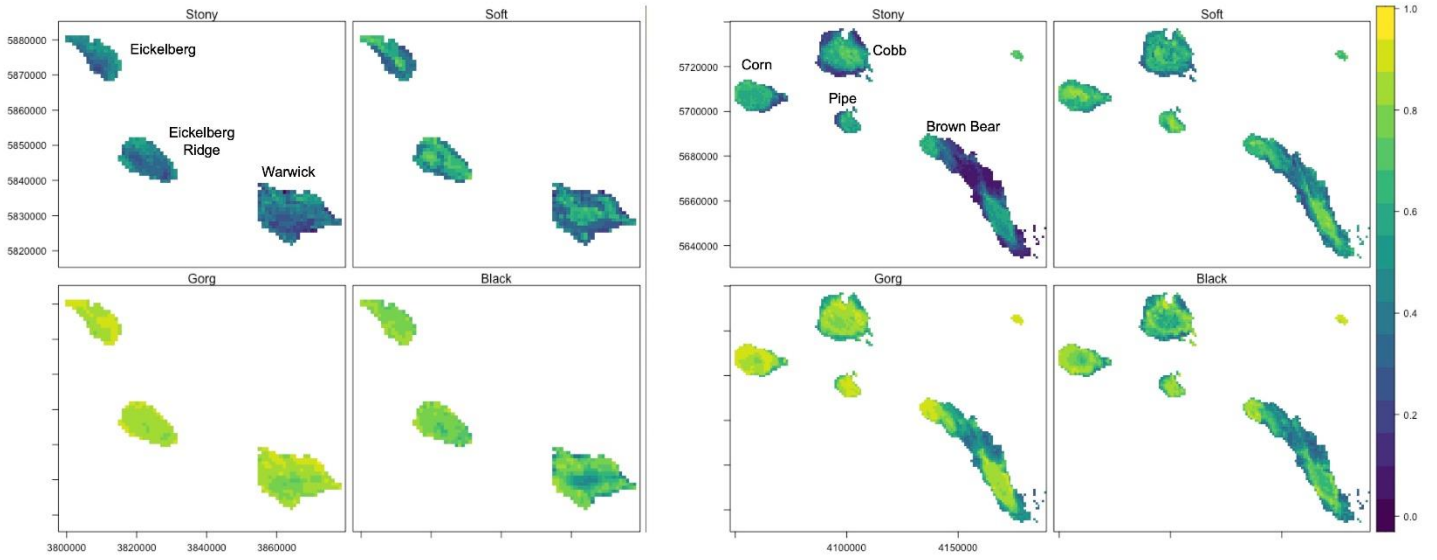 Stony
Soft
5880000
Eickelberg
5870000
5860000
Eickelberg
Ridge
5850000
5840000
Warwick
5830000
5820000
Gorg
Black
3800000
3820000
3840000
3860000
Stony
Soft
1.0
Cobb
5720000
Corn
0.8
5700000
Pipe
Brown Bear
5680000
0.6
5660000
5640000
Gorg
Black
0.4
0.2
0.0
4100000
4150000